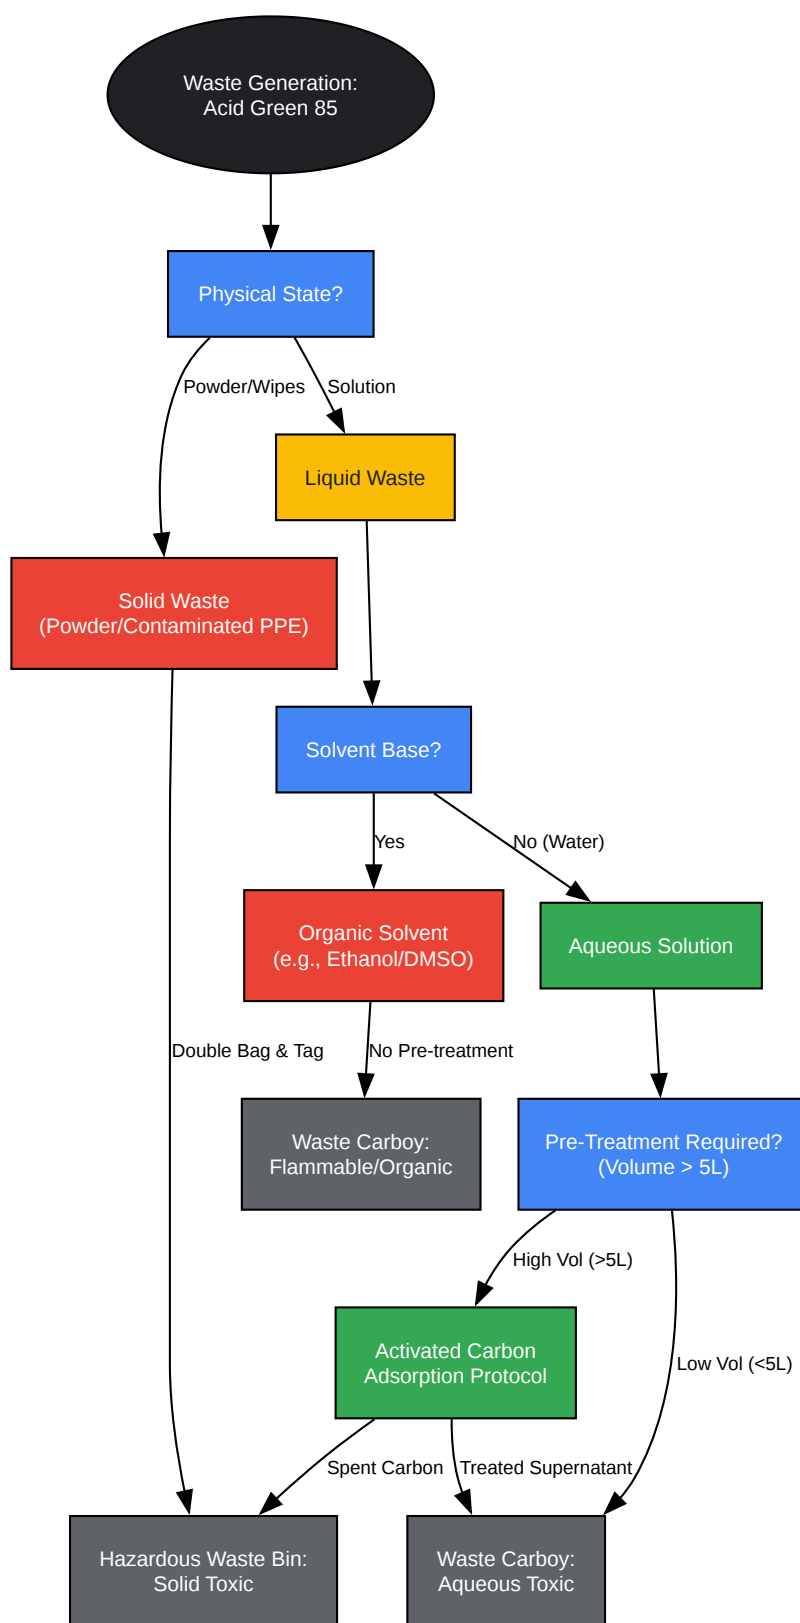 Waste Generation:
Acid Green 85
Physical State?
Powder/Wipes
Solution
Liquid Waste
Solid Waste
(Powder/Contaminated PPE)
Solvent Base?
Yes
No (Water)
Organic Solvent
(e.g., Ethanol/DMSO)
Aqueous Solution
Double Bag & Tag
No Pre-treatment
Waste Carboy:
Flammable/Organic
Pre-Treatment Required?
(Volume > 5L)
High Vol (>5L)
Activated Carbon
Adsorption Protocol
Low Vol (<5L)
Spent Carbon
Treated Supernatant
Hazardous Waste Bin:
Solid Toxic
Waste Carboy:
Aqueous Toxic